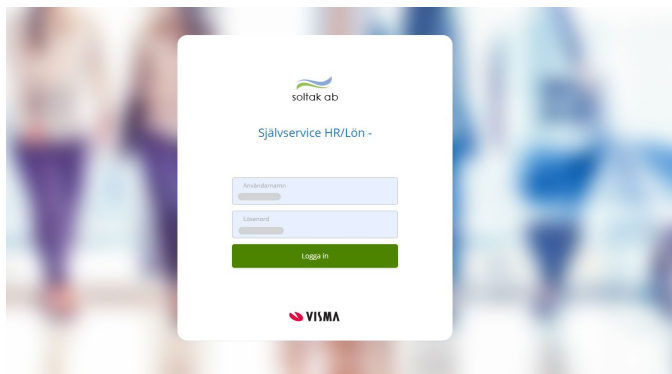 soltak ab
Självservice HR/Lön -
Användarnamn
Lösenord
Logga in
VISMA